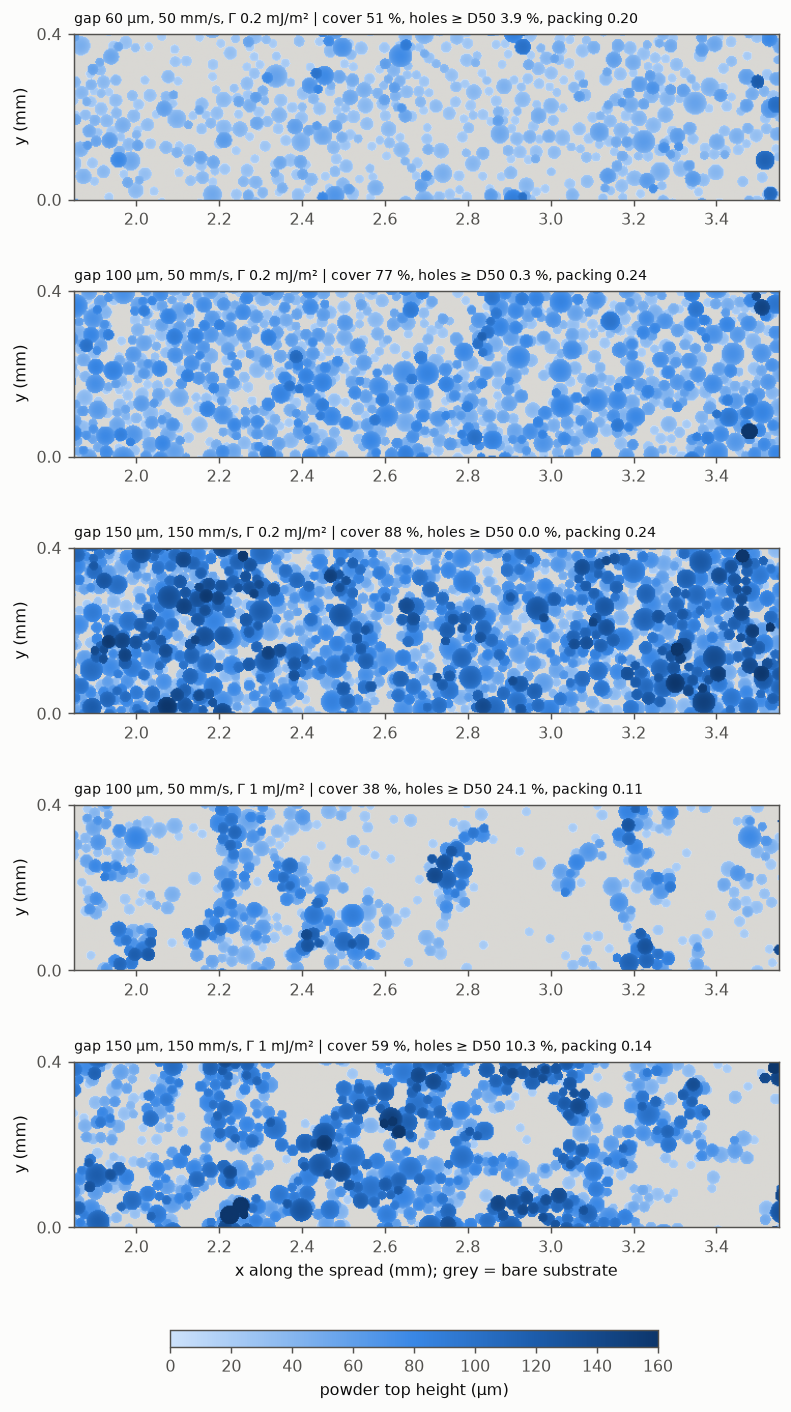 gap 60 µm, 50 mm/s, Γ 0.2 mJ/m² | cover 51 %, holes ≥ D50 3.9 %, packing 0.20
0.4
y (mm)
0.0
2.0 2.2 2.4 2.6 2.8 3.0 3.2 3.4
gap 100 µm, 50 mm/s, Γ 0.2 mJ/m² | cover 77 %, holes ≥ D50 0.3 %, packing 0.24
0.4
y (mm)
0.0
2.0 2.2 2.4 2.6 2.8 3.0 3.2 3.4
gap 150 µm, 150 mm/s, Γ 0.2 mJ/m² | cover 88 %, holes ≥ D50 0.0 %, packing 0.24
0.4
y (mm)
0.0
2.0 2.2 2.4 2.6 2.8 3.0 3.2 3.4
gap 100 µm, 50 mm/s, Γ 1 mJ/m² | cover 38 %, holes ≥ D50 24.1 %, packing 0.11
0.4
y (mm)
0.0
2.0 2.2 2.4 2.6 2.8 3.0 3.2 3.4
gap 150 µm, 150 mm/s, Γ 1 mJ/m² | cover 59 %, holes ≥ D50 10.3 %, packing 0.14
0.4
y (mm)
0.0
2.0 2.2 2.4 2.6 2.8 3.0 3.2 3.4
x along the spread (mm); grey = bare substrate
0 20 40 60 80 100 120 140 160
powder top height (µm)